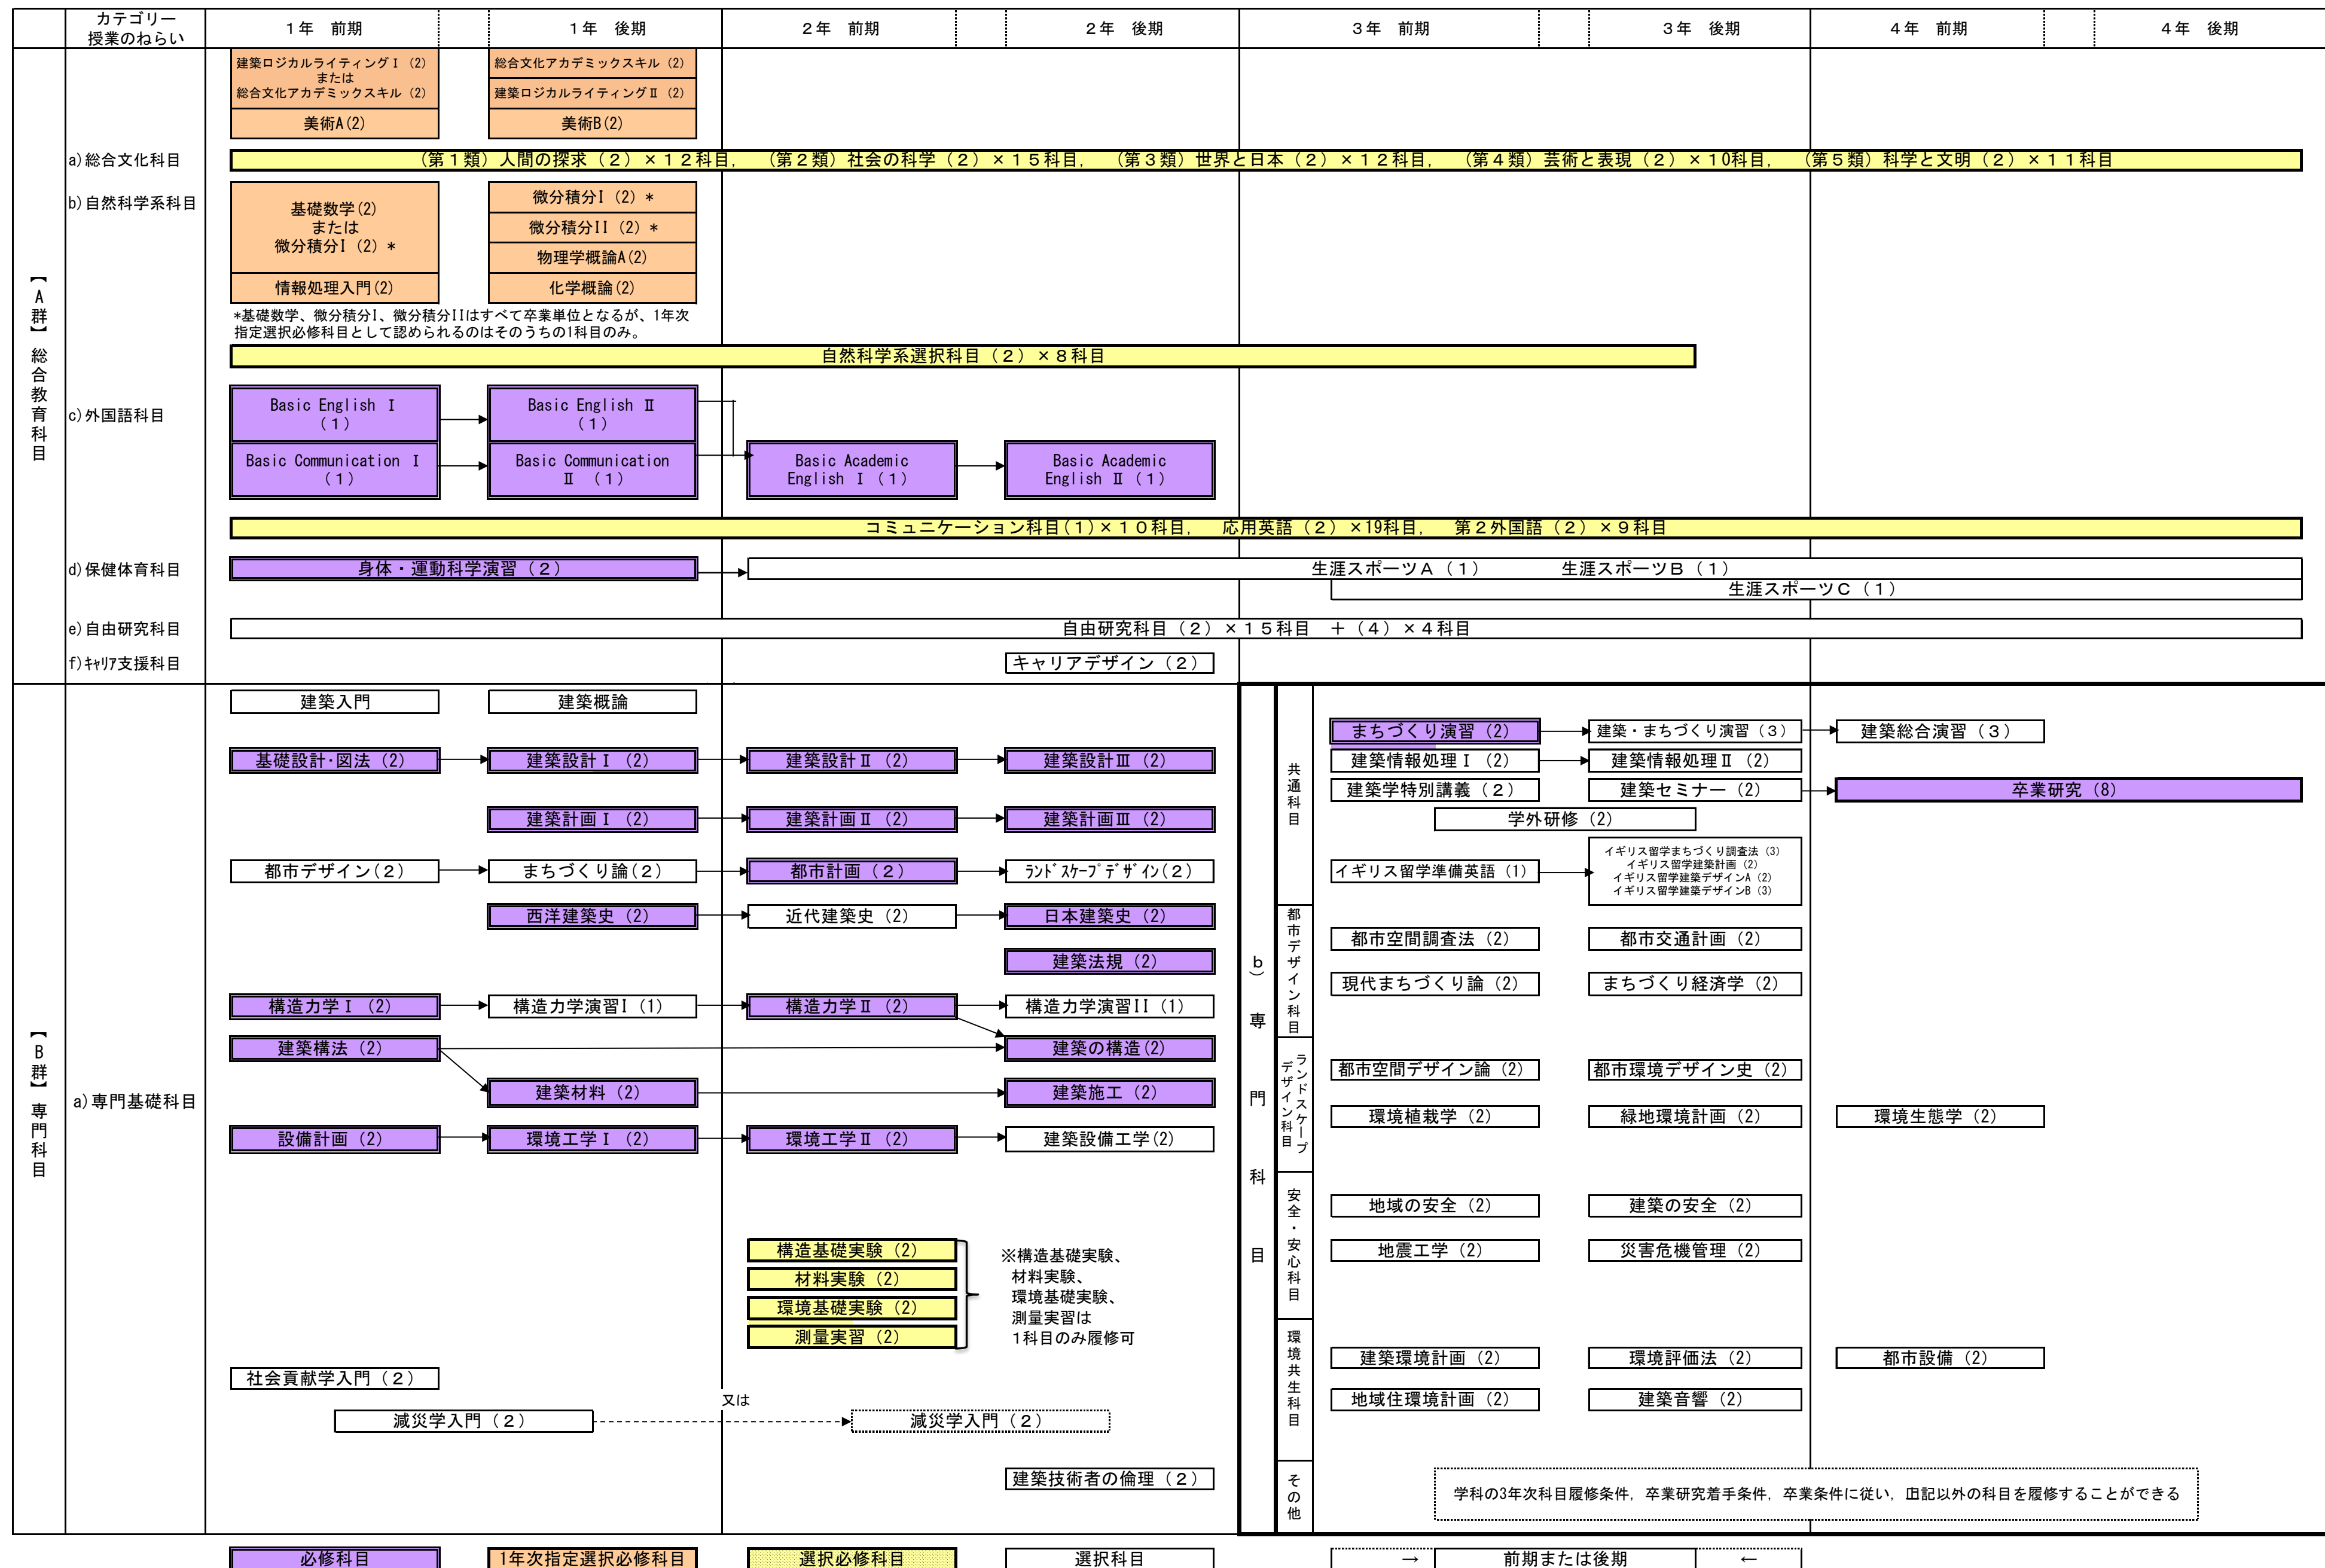 カテゴリー
授業のねらい
１年　前期
１年　後期
２年　前期
２年　後期
３年　前期
３年　後期
４年　前期
４年　後期
【A群】総合教育科目
建築ロジカルライティングⅠ（2）
または
総合文化アカデミックスキル（2）
美術A(2)
総合文化アカデミックスキル（2）
建築ロジカルライティングⅡ（2）
美術B(2)
a)総合文化科目
（第１類）人間の探求（２）×１２科目，　（第２類）社会の科学（２）×１５科目，　（第３類）世界と日本（２）×１２科目，　（第４類）芸術と表現（２）×10科目，　（第５類）科学と文明（２）×１１科目
b)自然科学系科目
基礎数学(2)
または
微分積分I（2）*
情報処理入門(2)
微分積分I（2）*
微分積分II（2）*
物理学概論A(2)
化学概論(2)
*基礎数学、微分積分I、微分積分IIはすべて卒業単位となるが、1年次
指定選択必修科目として認められるのはそのうちの1科目のみ。
自然科学系選択科目（２）×８科目
c)外国語科目
Basic English Ⅰ
（１）
Basic English Ⅱ
（１）
Basic Communication Ⅰ
（１）
Basic Communication
Ⅱ （１）
Basic Academic
English Ⅰ（１）
Basic Academic
English Ⅱ（１）
コミュニケーション科目(１)×１０科目，　応用英語（２）×19科目，　第２外国語（２）×９科目
d)保健体育科目
身体・運動科学演習（２）
生涯スポーツＡ（１）
生涯スポーツＢ（１）
生涯スポーツＣ（１）
e)自由研究科目
自由研究科目（２）×１５科目　＋（４）×４科目
f)ｷｬﾘｱ支援科目
キャリアデザイン（２）
【B群】専門科目
a)専門基礎科目
建築入門
建築概論
基礎設計･図法（2）
建築設計Ⅰ（2）
建築設計Ⅱ（2）
建築設計Ⅲ（2）
建築計画Ⅰ（2）
建築計画Ⅱ（2）
建築計画Ⅲ（2）
都市デザイン(２)
まちづくり論(２)
都市計画（２）
ﾗﾝﾄﾞｽｹｰﾌﾟﾃﾞｻﾞｲﾝ(２)
西洋建築史（2）
近代建築史（2）
日本建築史（2）
建築法規（2）
構造力学Ⅰ（2）
構造力学演習I（1）
構造力学Ⅱ（2）
構造力学演習II（1）
建築構法（2）
建築の構造(2)
建築材料（2）
建築施工（2）
設備計画（2）
環境工学Ⅰ（2）
環境工学Ⅱ（2）
建築設備工学(2)
構造基礎実験（2）
材料実験（2）
環境基礎実験（2）
測量実習（2）
※構造基礎実験、
材料実験、
環境基礎実験、
測量実習は
1科目のみ履修可
社会貢献学入門（２）
又は
減災学入門（２）
減災学入門（２）
建築技術者の倫理（２）
b）専門科目
共通科目
まちづくり演習（2）
建築・まちづくり演習（３）
建築総合演習（３）
建築情報処理Ⅰ（2）
建築情報処理Ⅱ（2）
建築学特別講義（２）
建築セミナー（2）
卒業研究（8）
学外研修（2）
イギリス留学準備英語（1）
イギリス留学まちづくり調査法（3）
イギリス留学建築計画（2）
イギリス留学建築デザインA（2）
イギリス留学建築デザインB（3）
都市デザイン科目
都市空間調査法（2）
都市交通計画（2）
現代まちづくり論（2）
まちづくり経済学（2）
ランドスケープ
デザイン科目
都市空間デザイン論（2）
都市環境デザイン史（2）
環境植栽学（2）
緑地環境計画（2）
環境生態学（2）
安全・安心科目
地域の安全（2）
建築の安全（2）
地震工学（2）
災害危機管理（2）
環境共生科目
建築環境計画（2）
環境評価法（2）
都市設備（2）
地域住環境計画（2）
建築音響（2）
その他
学科の3年次科目履修条件，卒業研究着手条件，卒業条件に従い，記以外の科目を履修することができる
必修科目
1年次指定選択必修科目
選択必修科目
選択科目
→
前期または後期
←